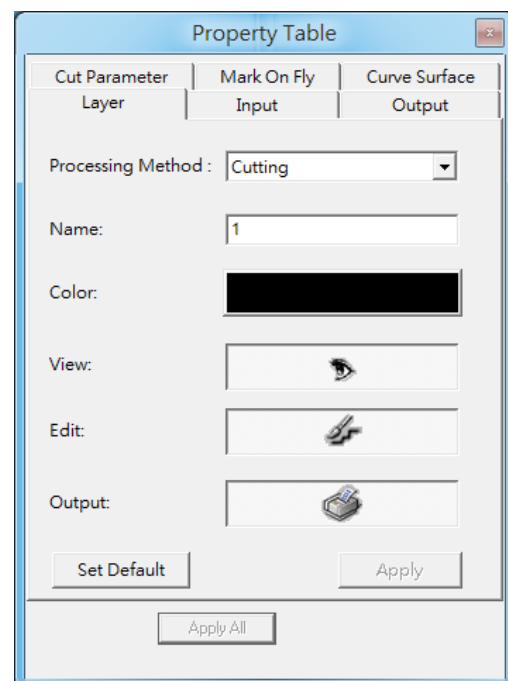 Property Table
Cut Parameter Mark On Fly Curve Surface
Layer Input Output
Processing Method : Cutting
Name: 1
Color:
View:
Edit:
Output:
Set Default Apply
Apply All